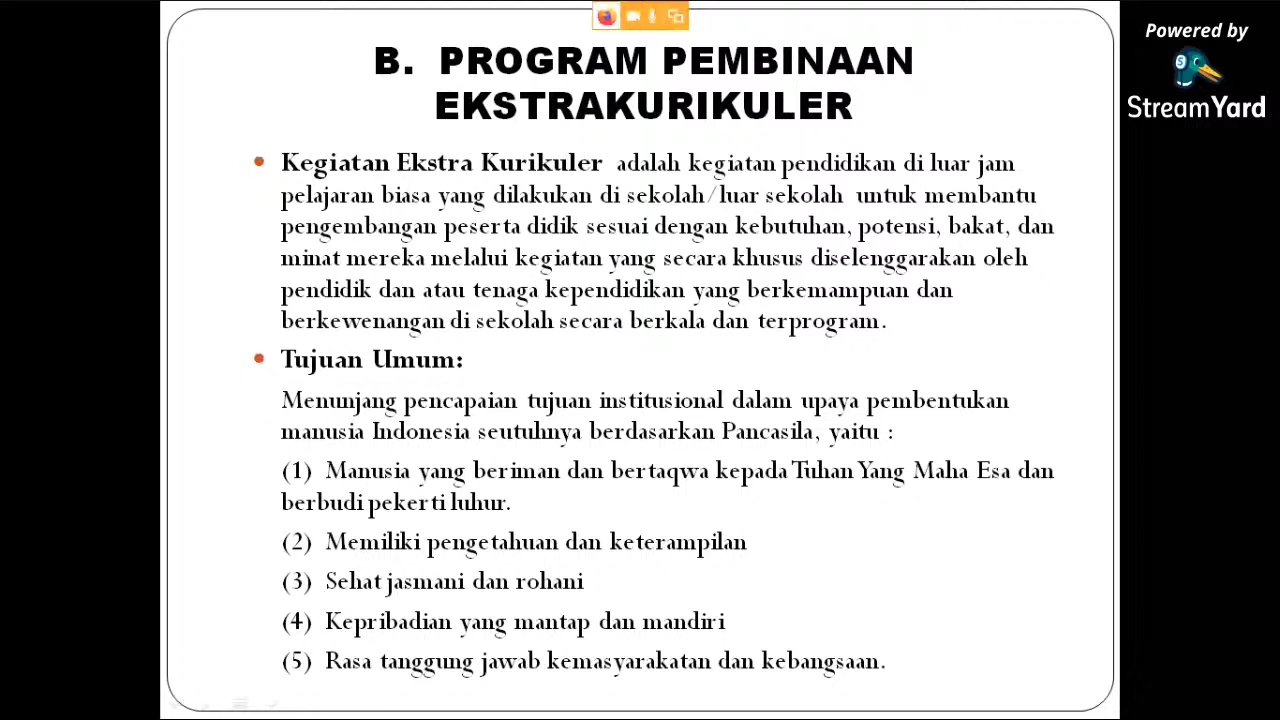 B. PROGRAM PEMBINAAN
EKSTRAKURIKULER
Powered by
StreamYard
• Kegiatan Ekstra Kurikuler adalah kegiatan pendidikan di luar jam
pelajaran biasa yang dilakukan di sekolah/luar sekolah untuk membantu
pengembangan peserta didik sesuai dengan kebutuhan, potensi, bakat, dan
minat mereka melalui kegiatan yang secara khusus diselenggarakan oleh
pendidik dan atau tenaga kependidikan yang berkemampuan dan
berkewenangan di sekolah secara berkala dan terprogram.
• Tujuan Umum:
Menunjang pencapaian tujuan institusional dalam upaya pembentukan
manusia Indonesia seutuhnya berdasarkan Pancasila, yaitu :
(1) Manusia yang beriman dan bertaqwa kepada Tuhan Yang Maha Esa dan
berbudi pekerti luhur.
(2) Memiliki pengetahuan dan keterampilan
(3) Sehat jasmani dan rohani
(4) Kepribadian yang mantap dan mandiri
(5) Rasa tanggung jawab kemasyarakatan dan kebangsaan.